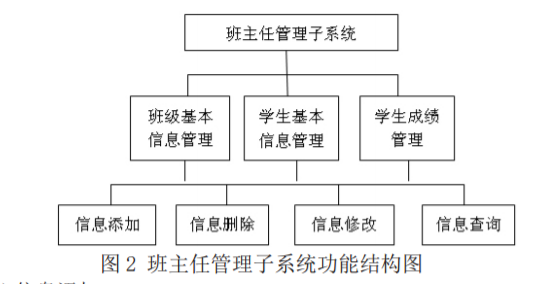 班主任管理子系统
班级基本
信息管理
学生基本
信息管理
学生成绩
管理
信息添加
信息删除
信息修改
信息查询
图 2 班主任管理子系统功能结构图